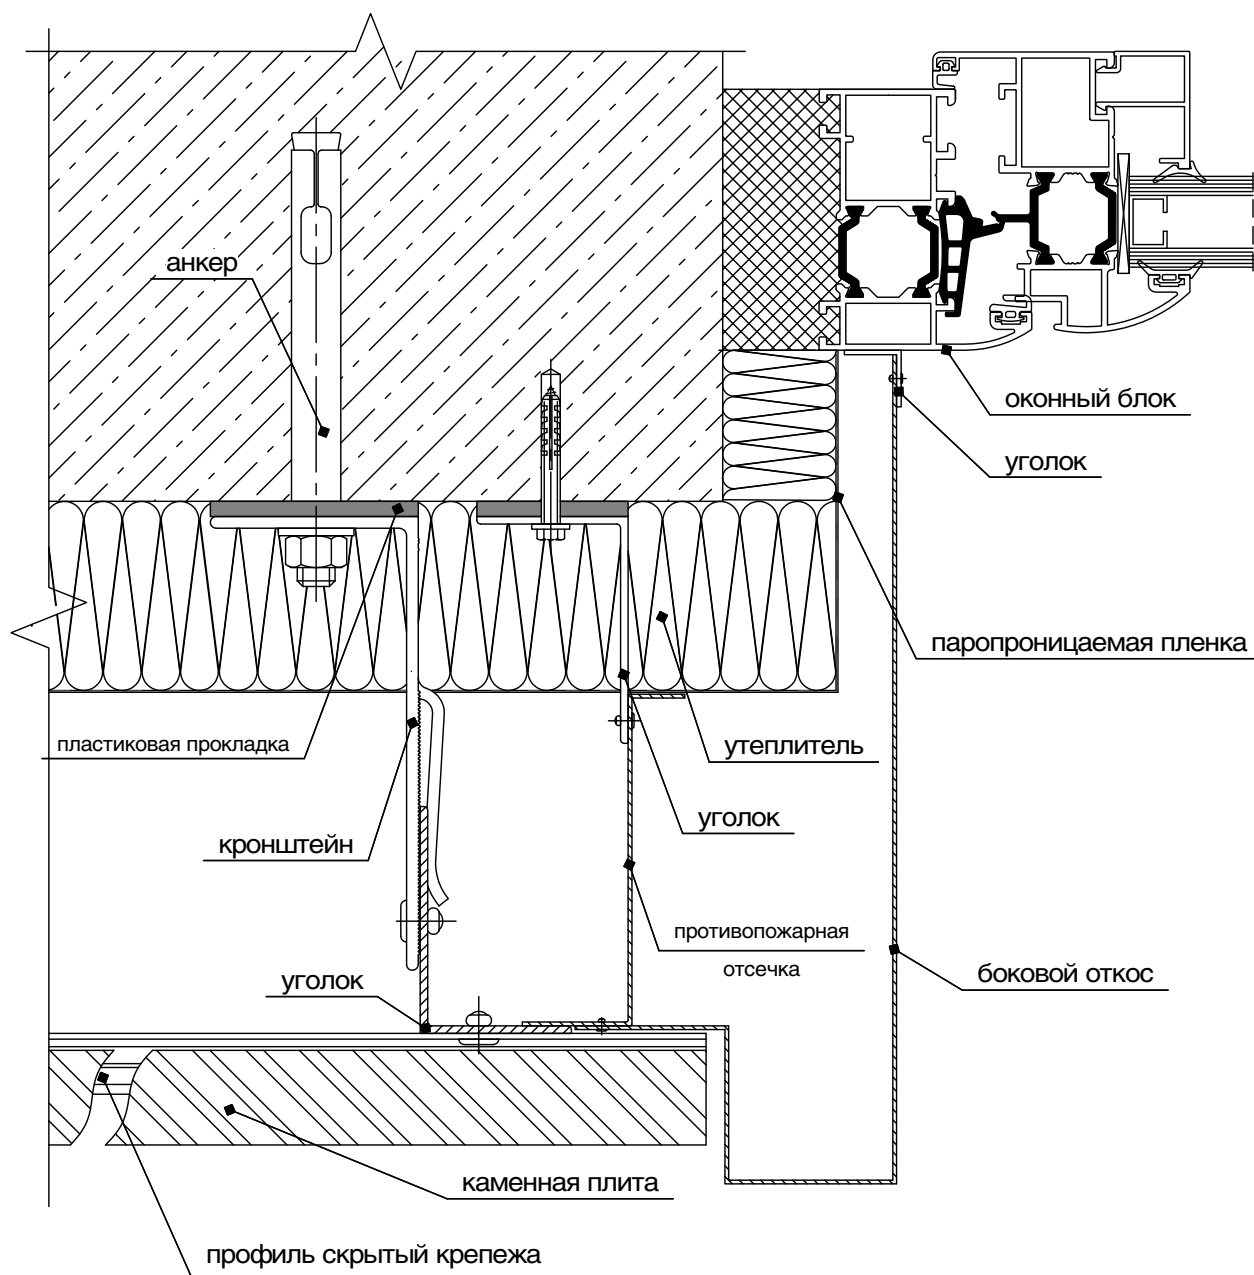 анкер
оконный блок
уголок
паропроницаемая пленка
пластиковая прокладка
утеплитель
уголок
кронштейн
противопожарная
отсечка
боковой откос
уголок
каменная плита
профиль скрытый крепежа